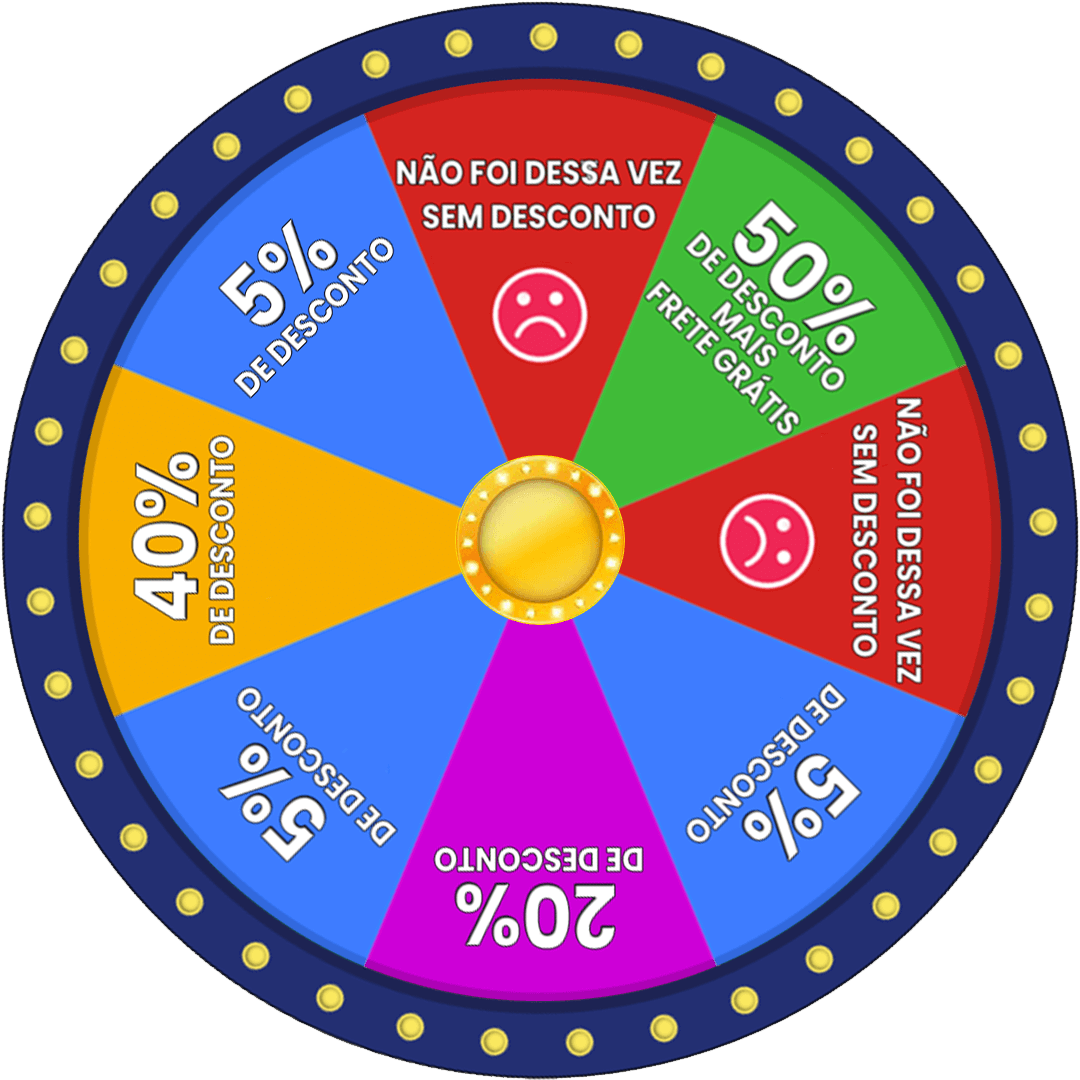 NÃO FOI DESSA VEZ
SEM DESCONTO
50%
DE DESCONTO
MAIS
FRETE GRÁTIS
NÃO FOI DESSA VEZ
SEM DESCONTO
5%
DE DESCONTO
20%
DE DESCONTO
5%
DE DESCONTO
40%
DE DESCONTO
5%
DE DESCONTO